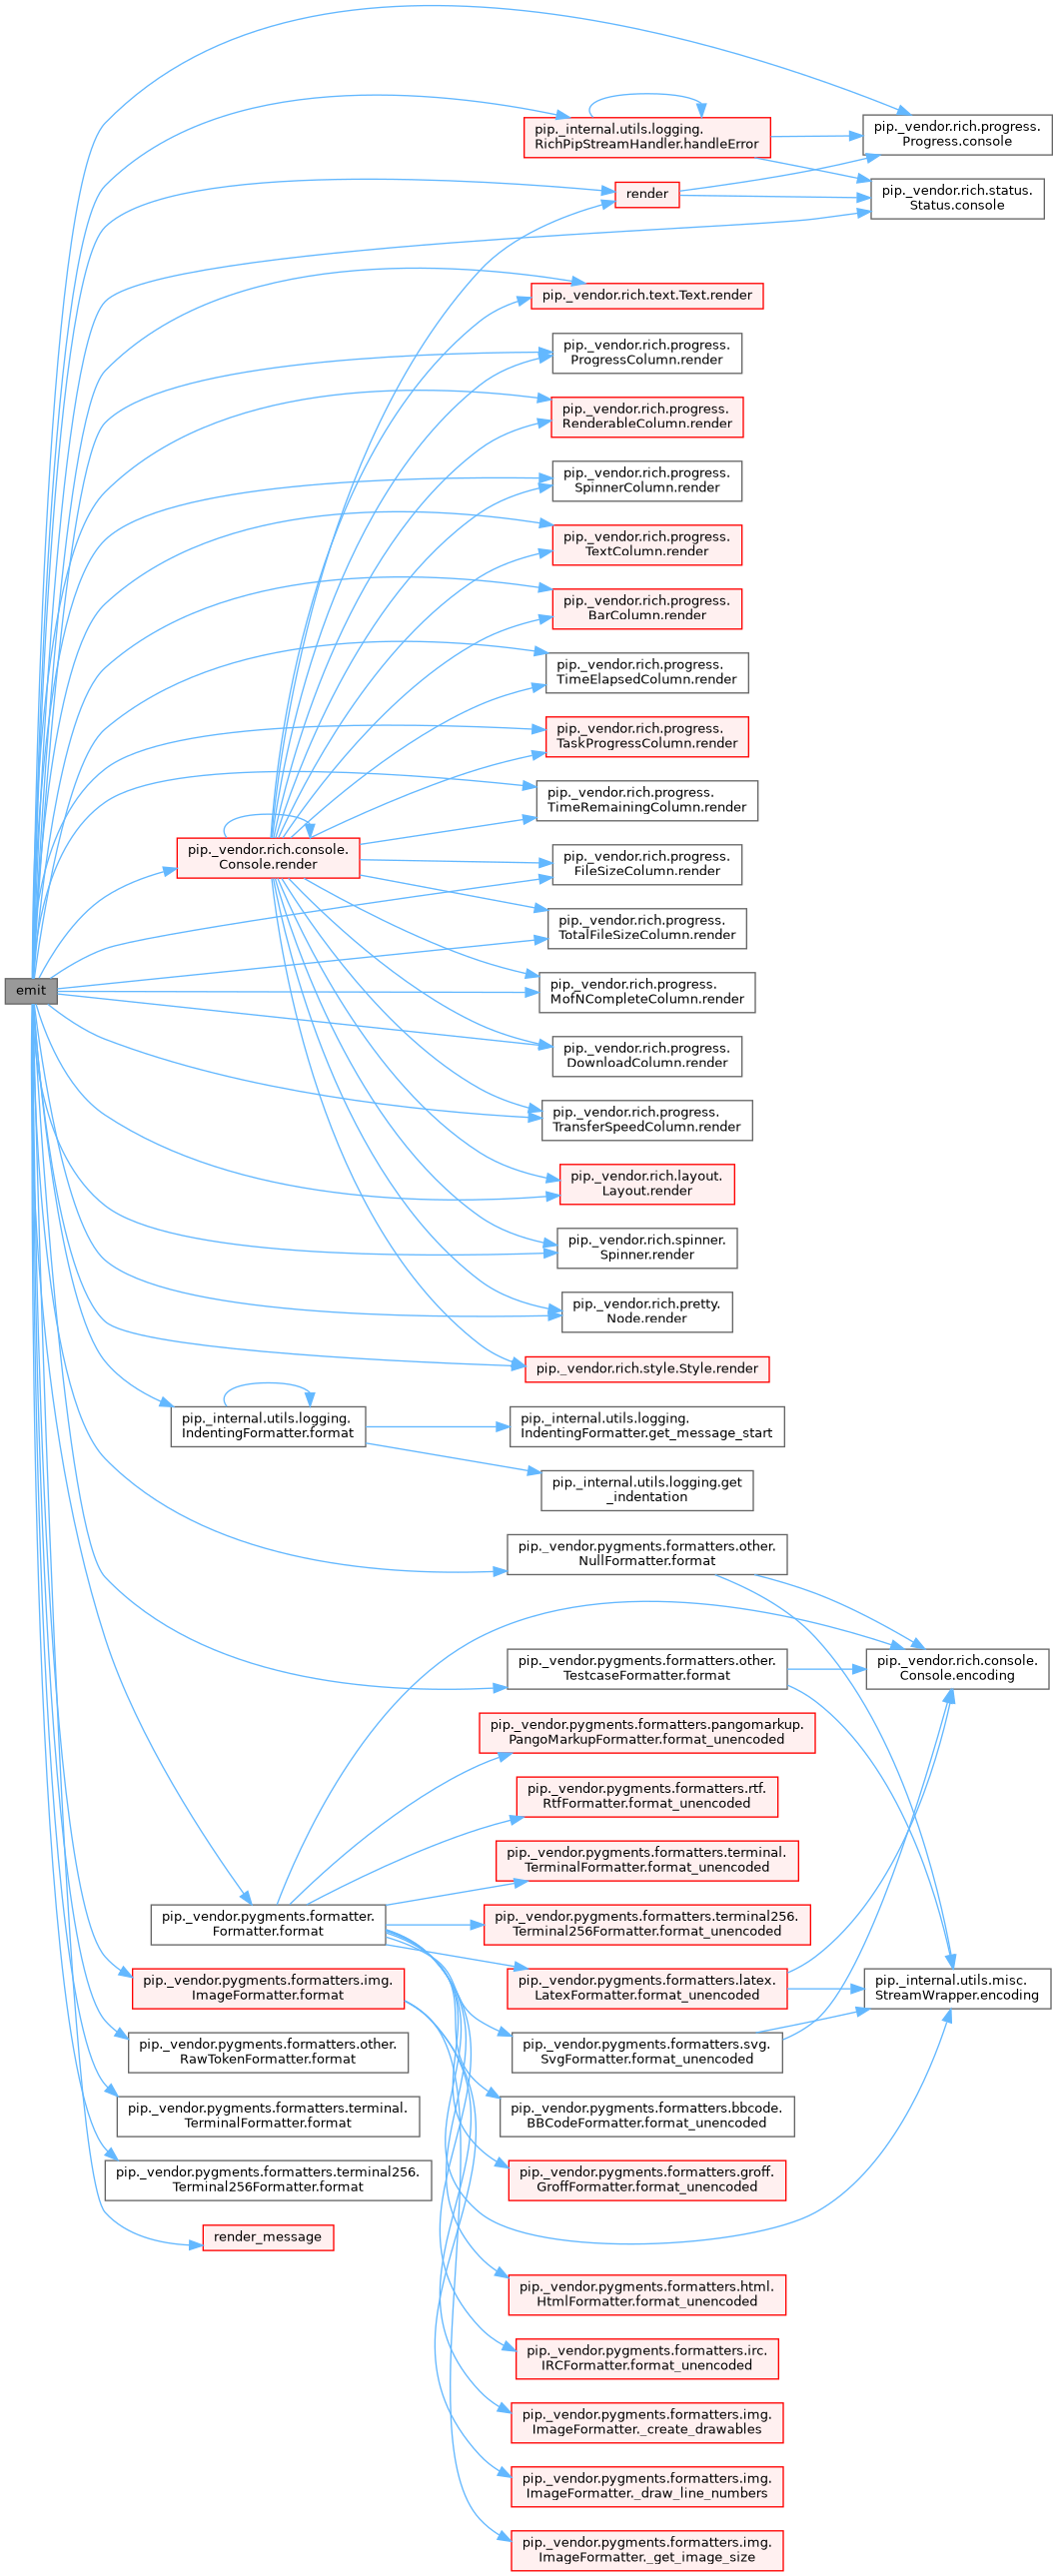 pip._internal.utils.logging.
RichPipStreamHandler.handleError
pip._vendor.rich.progress.
Progress.console
render
pip._vendor.rich.status.
Status.console
pip._vendor.rich.text.Text.render
pip._vendor.rich.progress.
ProgressColumn.render
pip._vendor.rich.progress.
RenderableColumn.render
pip._vendor.rich.progress.
SpinnerColumn.render
pip._vendor.rich.progress.
TextColumn.render
pip._vendor.rich.progress.
BarColumn.render
pip._vendor.rich.progress.
TimeElapsedColumn.render
pip._vendor.rich.progress.
TaskProgressColumn.render
pip._vendor.rich.progress.
TimeRemainingColumn.render
pip._vendor.rich.console.
Console.render
pip._vendor.rich.progress.
FileSizeColumn.render
pip._vendor.rich.progress.
TotalFileSizeColumn.render
emit
pip._vendor.rich.progress.
MofNCompleteColumn.render
pip._vendor.rich.progress.
DownloadColumn.render
pip._vendor.rich.progress.
TransferSpeedColumn.render
pip._vendor.rich.layout.
Layout.render
pip._vendor.rich.spinner.
Spinner.render
pip._vendor.rich.pretty.
Node.render
pip._vendor.rich.style.Style.render
pip._internal.utils.logging.
IndentingFormatter.format
pip._internal.utils.logging.
IndentingFormatter.get_message_start
pip._internal.utils.logging.get
_indentation
pip._vendor.pygments.formatters.other.
NullFormatter.format
pip._vendor.pygments.formatters.other.
TestcaseFormatter.format
pip._vendor.rich.console.
Console.encoding
pip._vendor.pygments.formatters.pangomarkup.
PangoMarkupFormatter.format_unencoded
pip._vendor.pygments.formatters.rtf.
RtfFormatter.format_unencoded
pip._vendor.pygments.formatters.terminal.
TerminalFormatter.format_unencoded
pip._vendor.pygments.formatter.
Formatter.format
pip._vendor.pygments.formatters.terminal256.
Terminal256Formatter.format_unencoded
pip._vendor.pygments.formatters.img.
ImageFormatter.format
pip._vendor.pygments.formatters.latex.
LatexFormatter.format_unencoded
pip._internal.utils.misc.
StreamWrapper.encoding
pip._vendor.pygments.formatters.other.
RawTokenFormatter.format
pip._vendor.pygments.formatters.svg.
SvgFormatter.format_unencoded
pip._vendor.pygments.formatters.terminal.
TerminalFormatter.format
pip._vendor.pygments.formatters.bbcode.
BBCodeFormatter.format_unencoded
pip._vendor.pygments.formatters.terminal256.
Terminal256Formatter.format
pip._vendor.pygments.formatters.groff.
GroffFormatter.format_unencoded
render_message
pip._vendor.pygments.formatters.html.
HtmlFormatter.format_unencoded
pip._vendor.pygments.formatters.irc.
IRCFormatter.format_unencoded
pip._vendor.pygments.formatters.img.
ImageFormatter._create_drawables
pip._vendor.pygments.formatters.img.
ImageFormatter._draw_line_numbers
pip._vendor.pygments.formatters.img.
ImageFormatter._get_image_size